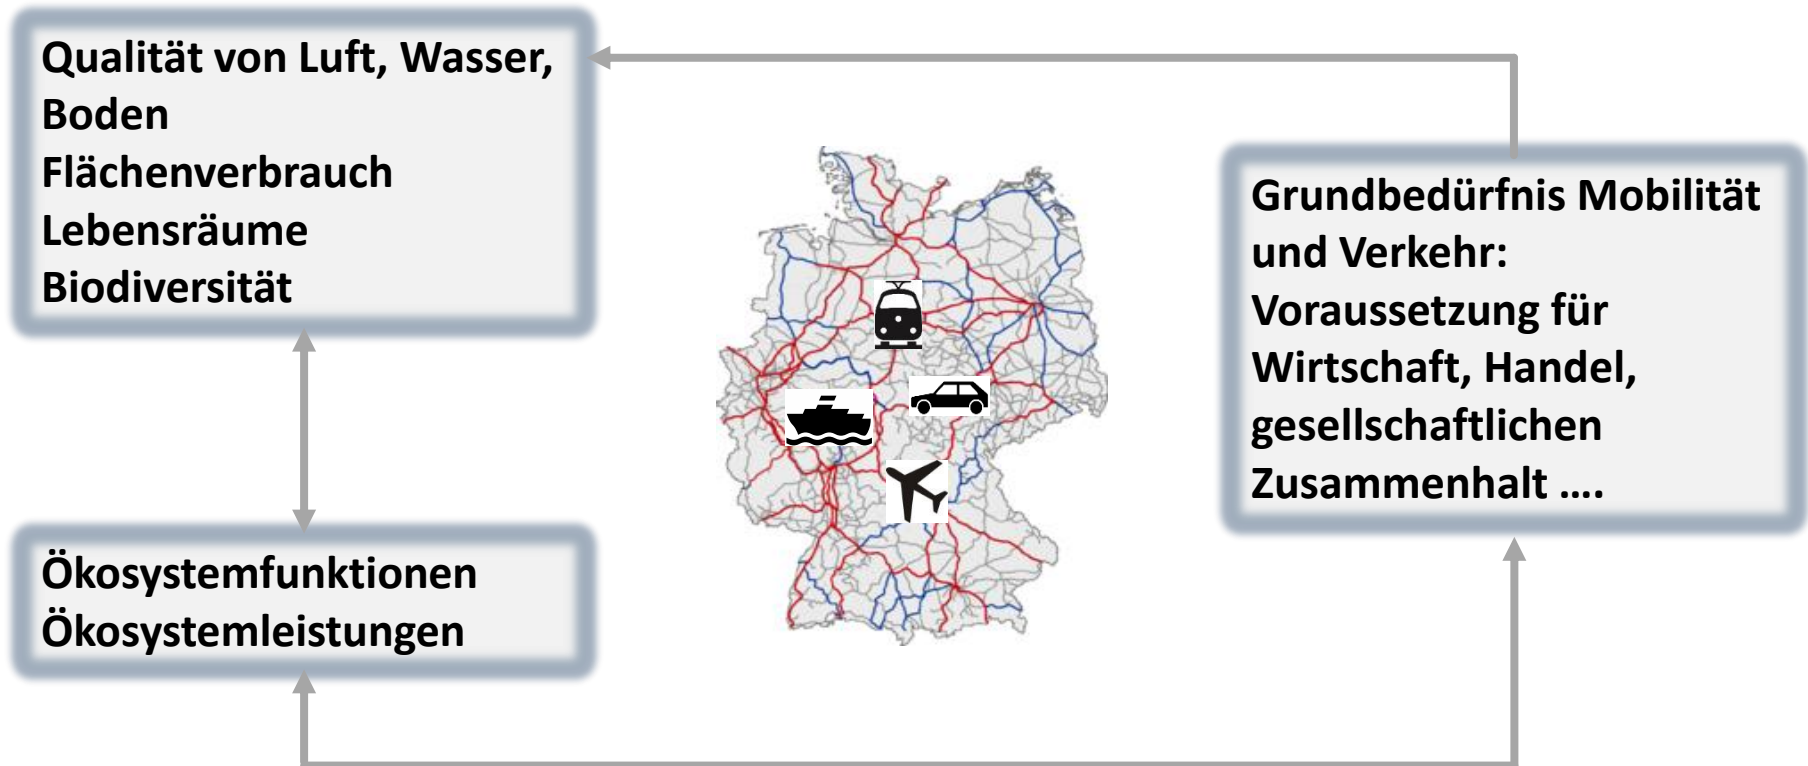 Qualität von Luft, Wasser,
Boden
Flächenverbrauch
Lebensräume
Biodiversität
Grundbedürfnis Mobilität
und Verkehr:
Voraussetzung für
Wirtschaft, Handel,
gesellschaftlichen
Zusammenhalt ....
Ökosystemfunktionen
Ökosystemleistungen